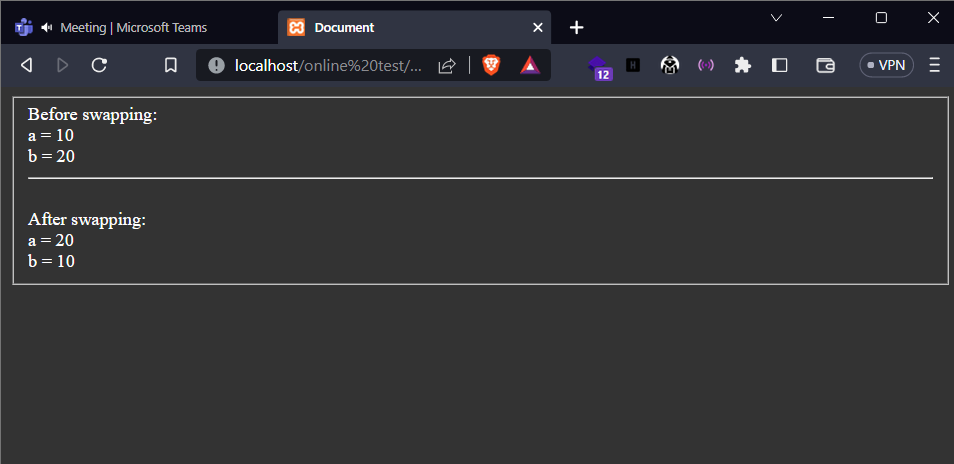 Meeting | Microsoft Teams
Document
localhost/online%20test/...
12
H
VPN
Before swapping:
a = 10
b = 20
After swapping:
a = 20
b = 10